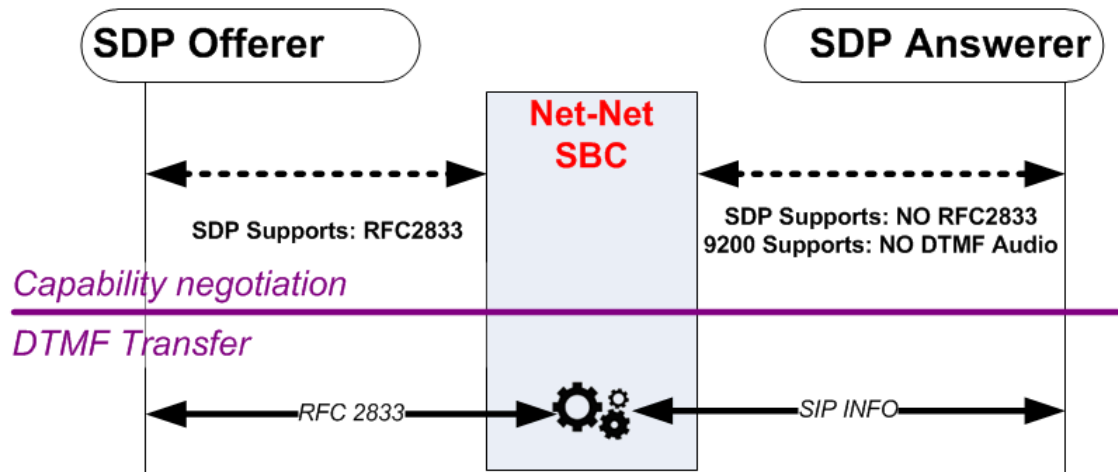 SDP Offerer
SDP Answerer
Net-Net
SBC
SDP Supports: RFC2833
SDP Supports: NO RFC2833
9200 Supports: NO DTMF Audio
Capability negotiation
DTMF Transfer
RFC 2833
SIP INFO